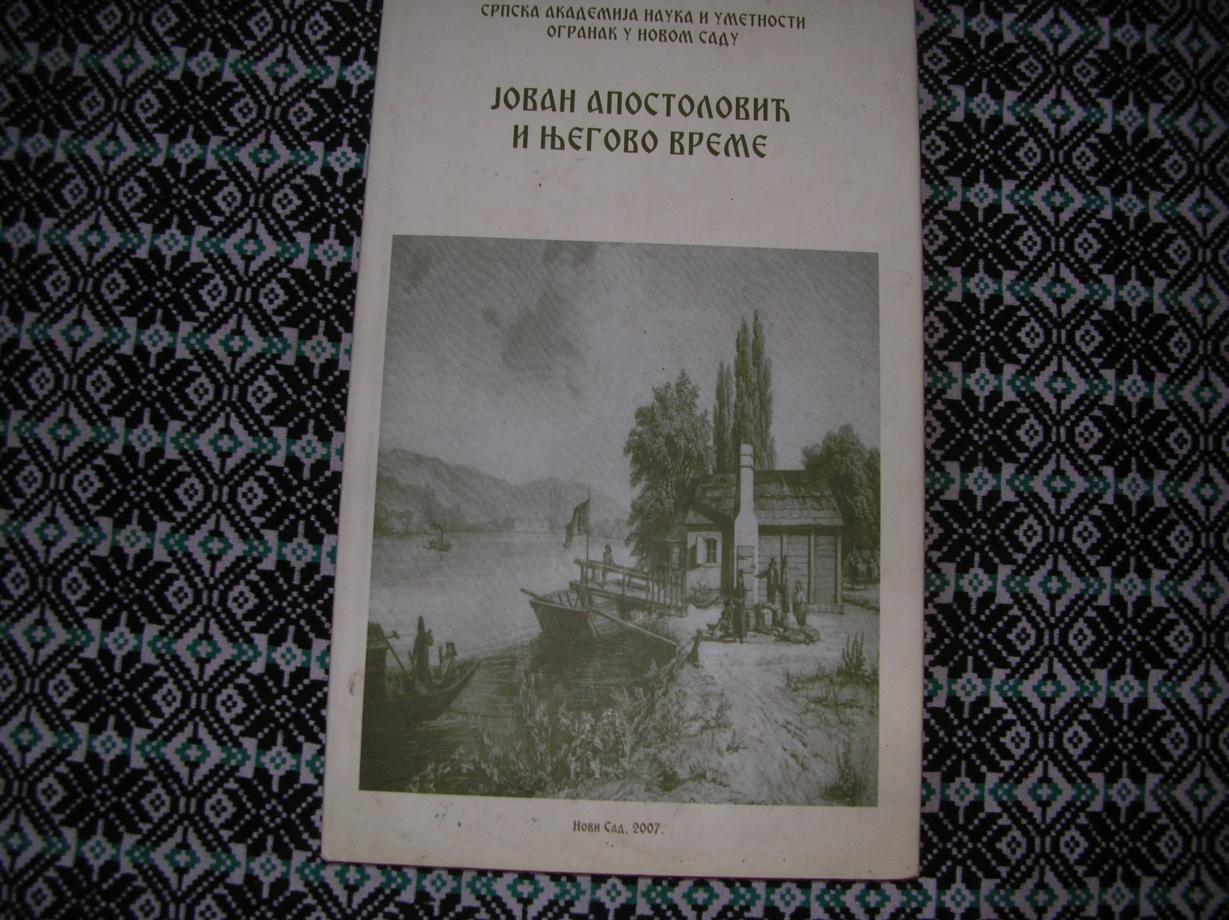 СРПСКА АКАДЕМИЈА НАУКА И УМЕТНОСТИ
ОГРАНАК У НОВОМ САДУ
ЈОВАН АПОСТОЛОВИЋ
И ЊЕГОВО ВРЕМЕ
Нови Сад, 2007.